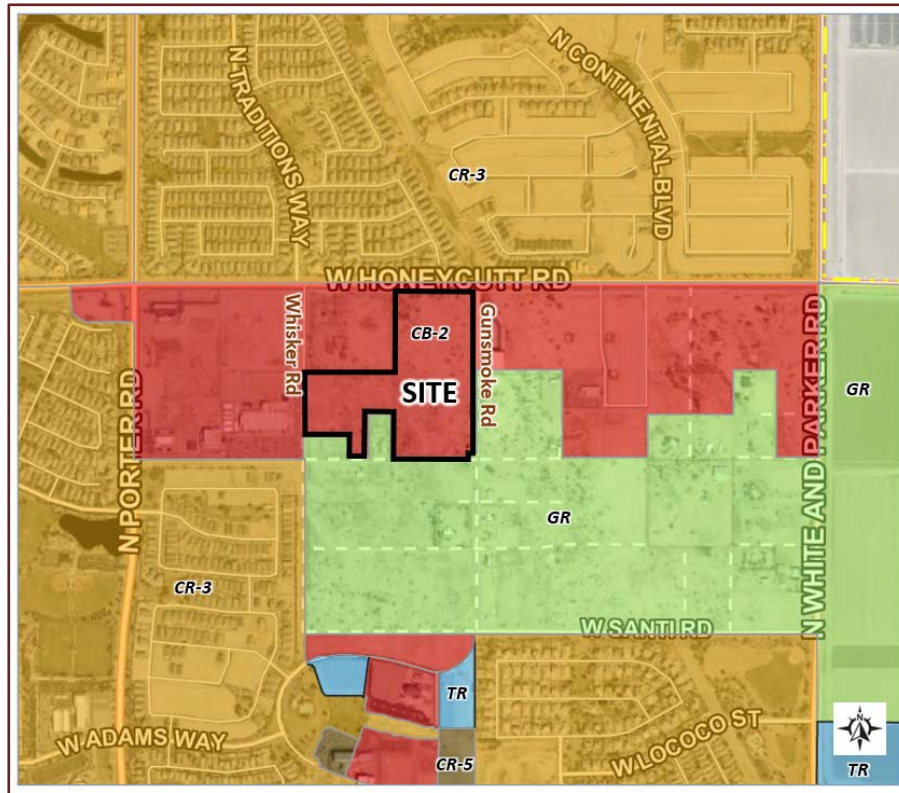 N TRADITIONS WAY
N CONTINENTAL BLVD
CR-3
W HONEYCUTT RD
Whisker Rd
CB-2
Gunsmoke Rd
SITE
N PORTER RD
N WHITE AND PARKER RD
GR
GR
CR-3
W SANTI RD
TR
W ADAMS WAY
W LOCOCO ST
CR-5
N
TR